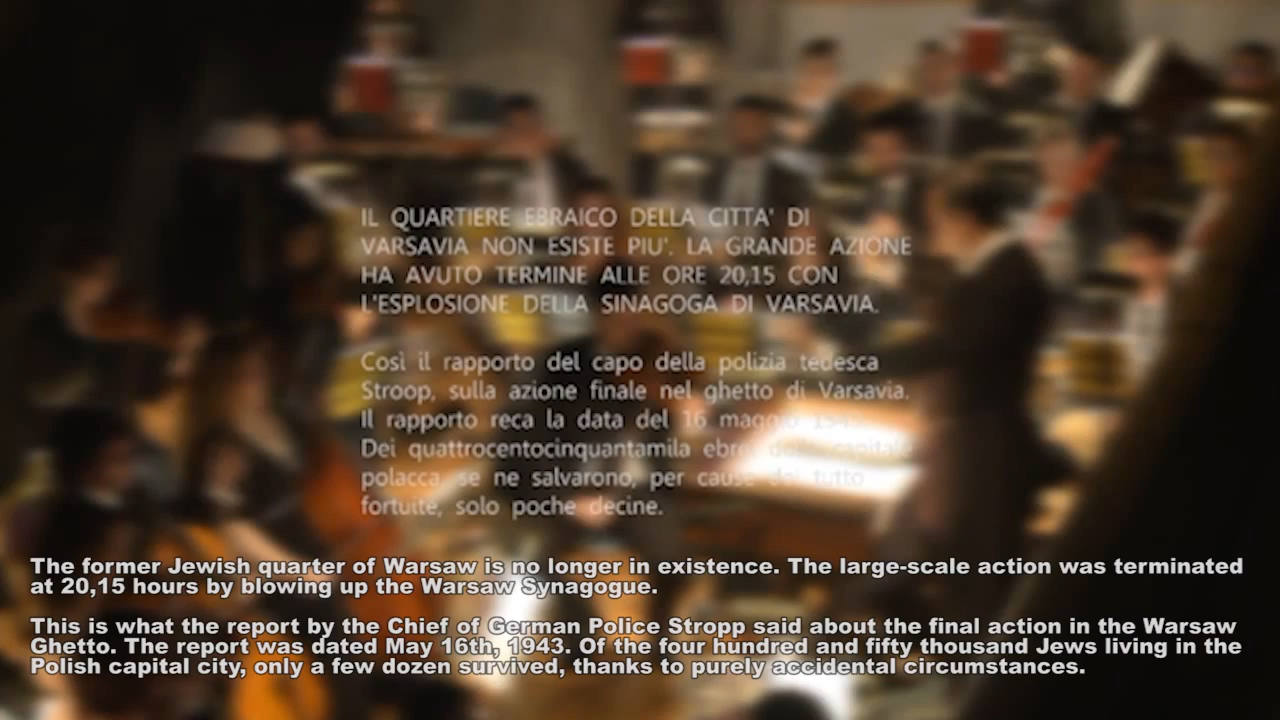 IL QUARTIERE EBRAICO DELLA CITTA' DI
VARSAVIA NON ESISTE PIU'. LA GRANDE AZIONE
HA AVUTO TERMINE ALLE ORE 20,15 CON
L'ESPLOSIONE DELLA SINAGOGA DI VARSAVIA.
Così il rapporto del capo della polizia tedesca
Stroop, sulla azione finale nel ghetto di Varsavia.
Il rapporto reca la data del 16 maggio 1943.
Dei quattrocentocinquantamila ebrei della capitale
polacca, se ne salvarono, per cause del tutto
fortuite, solo poche decine.
The former Jewish quarter of Warsaw is no longer in existence. The large-scale action was terminated
at 20,15 hours by blowing up the Warsaw Synagogue.
This is what the report by the Chief of German Police Stropp said about the final action in the Warsaw
Ghetto. The report was dated May 16th, 1943. Of the four hundred and fifty thousand Jews living in the
Polish capital city, only a few dozen survived, thanks to purely accidental circumstances.